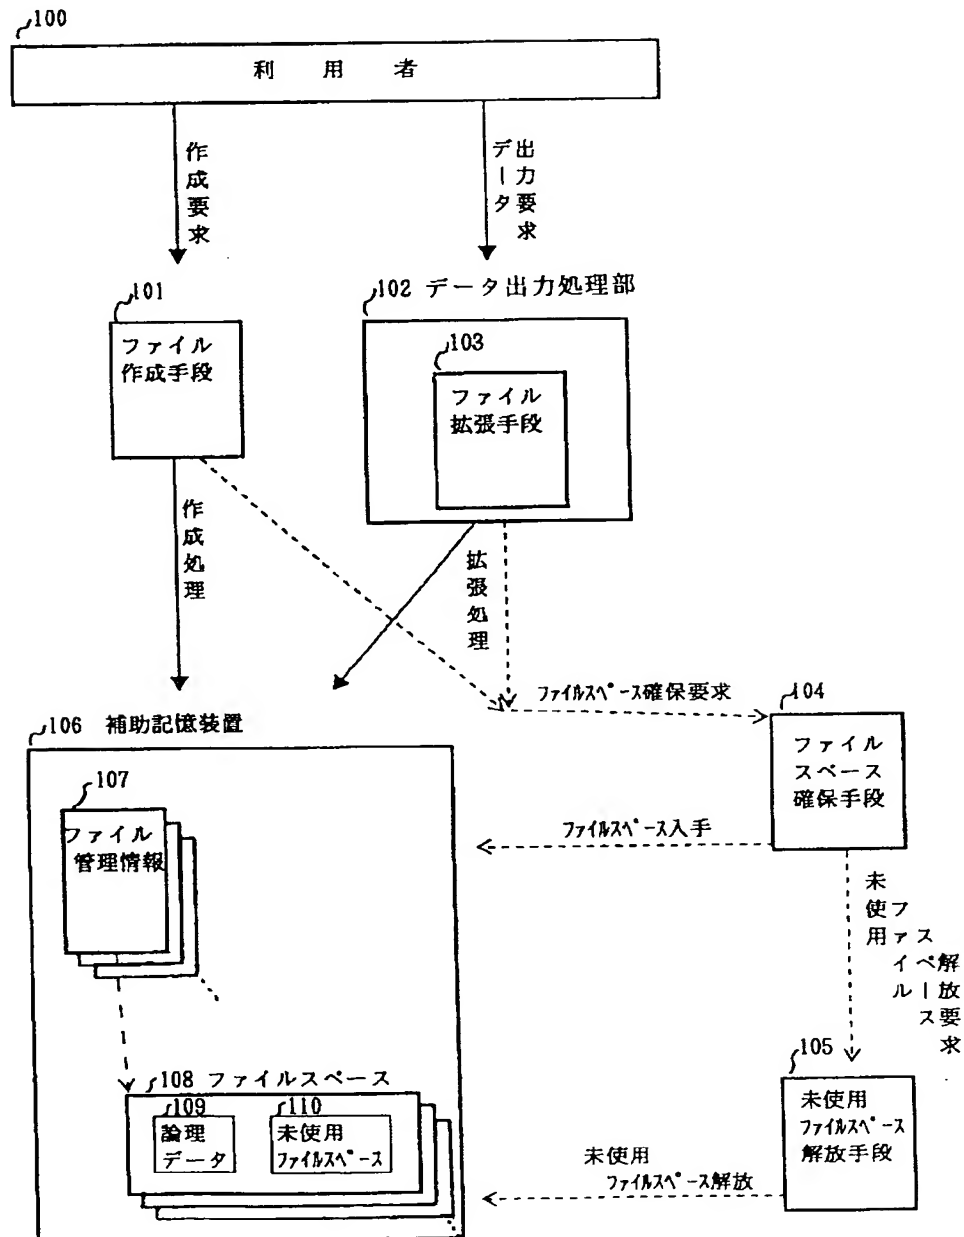 100
利用者
作成要求
出力要求
データ
101
ファイル
作成手段
102 データ出力処理部
103
ファイル
拡張手段
作成処理
拡張処理
ファイルスペース確保要求
104
ファイル
スペース
確保手段
106 補助記憶装置
107
ファイル
管理情報
ファイルスペース入手
未使用
ファイル
スペース
解放要求
108 ファイルスペース
109
論理
データ
110
未使用
ファイルスペース
105
未使用
ファイルスペース
解放手段
未使用
ファイルスペース解放